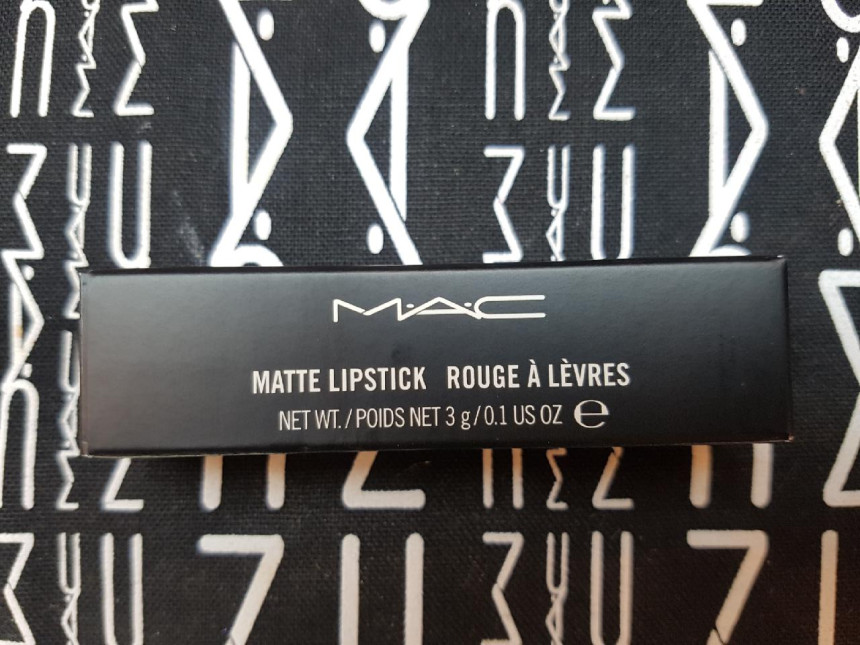 M·A·C
MATTE LIPSTICK ROUGE À LÈVRES
NET WT. / POIDS NET 3 g / 0.1 US OZ ℮